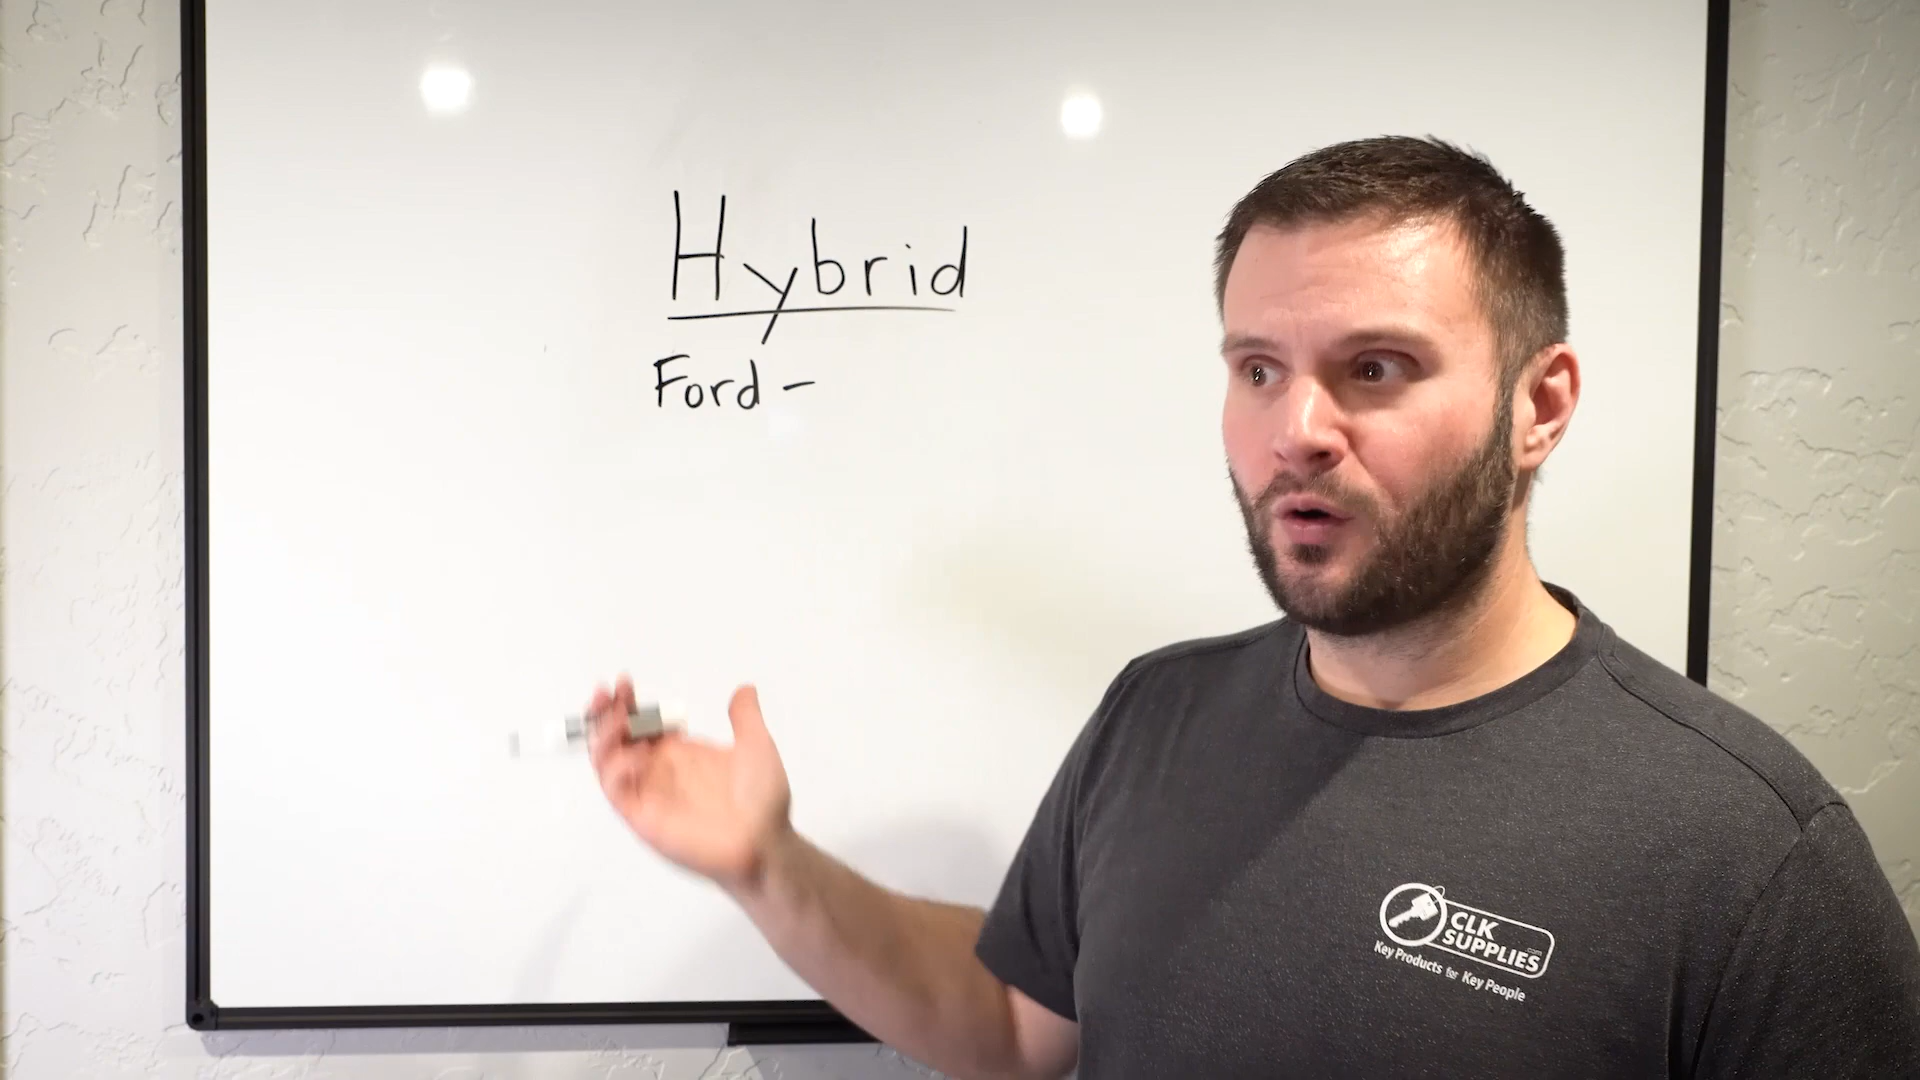 Hybrid
Ford -
CLK
SUPPLIES
Key Products for Key People